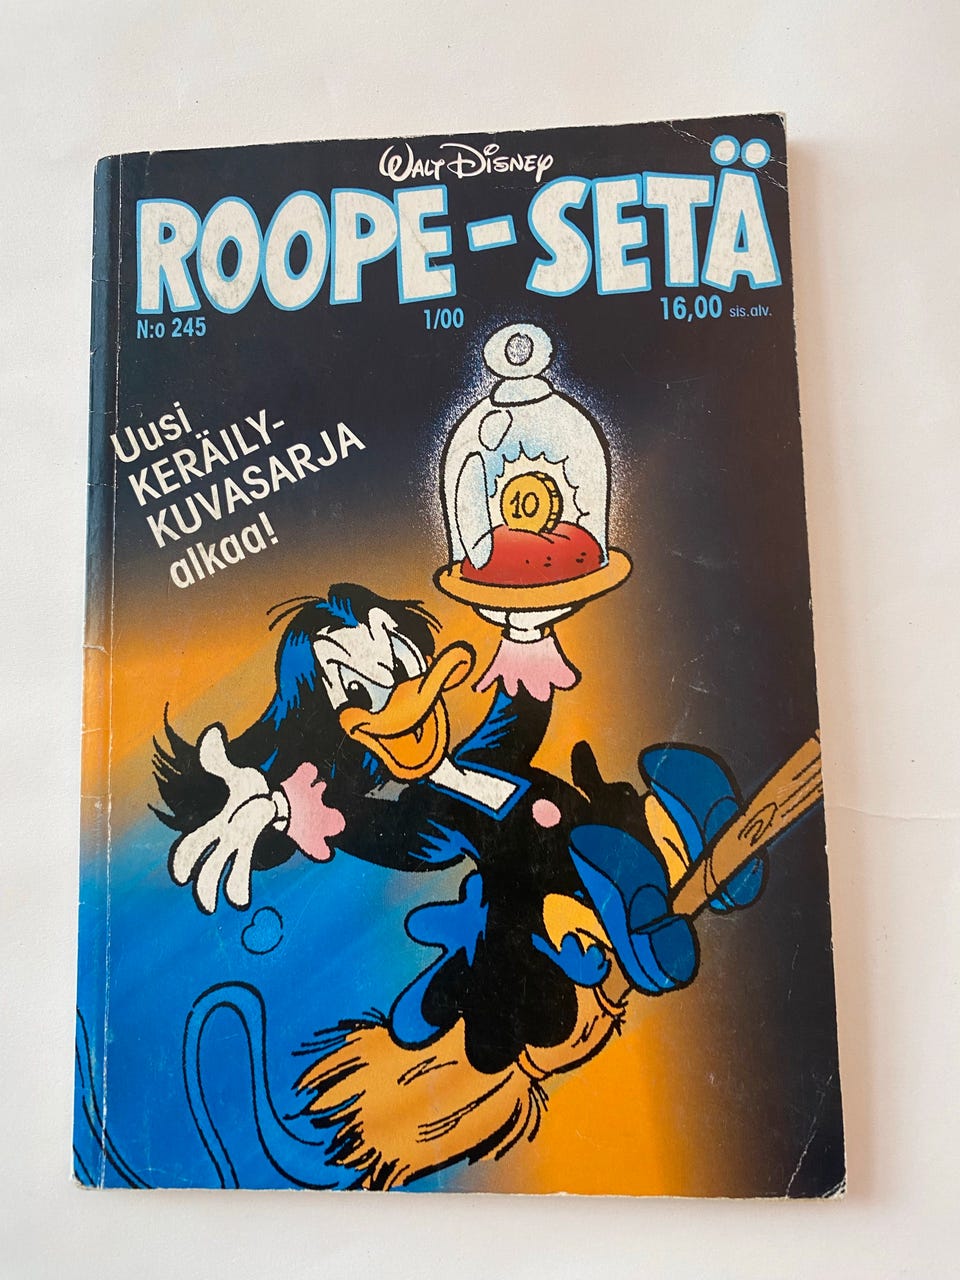 WALT DISNEY
ROOPE-SETÄ
N:o 245 1/00 16,00 sis.alv.
Uusi
KERÄILY-
KUVASARJA
alkaa!
10